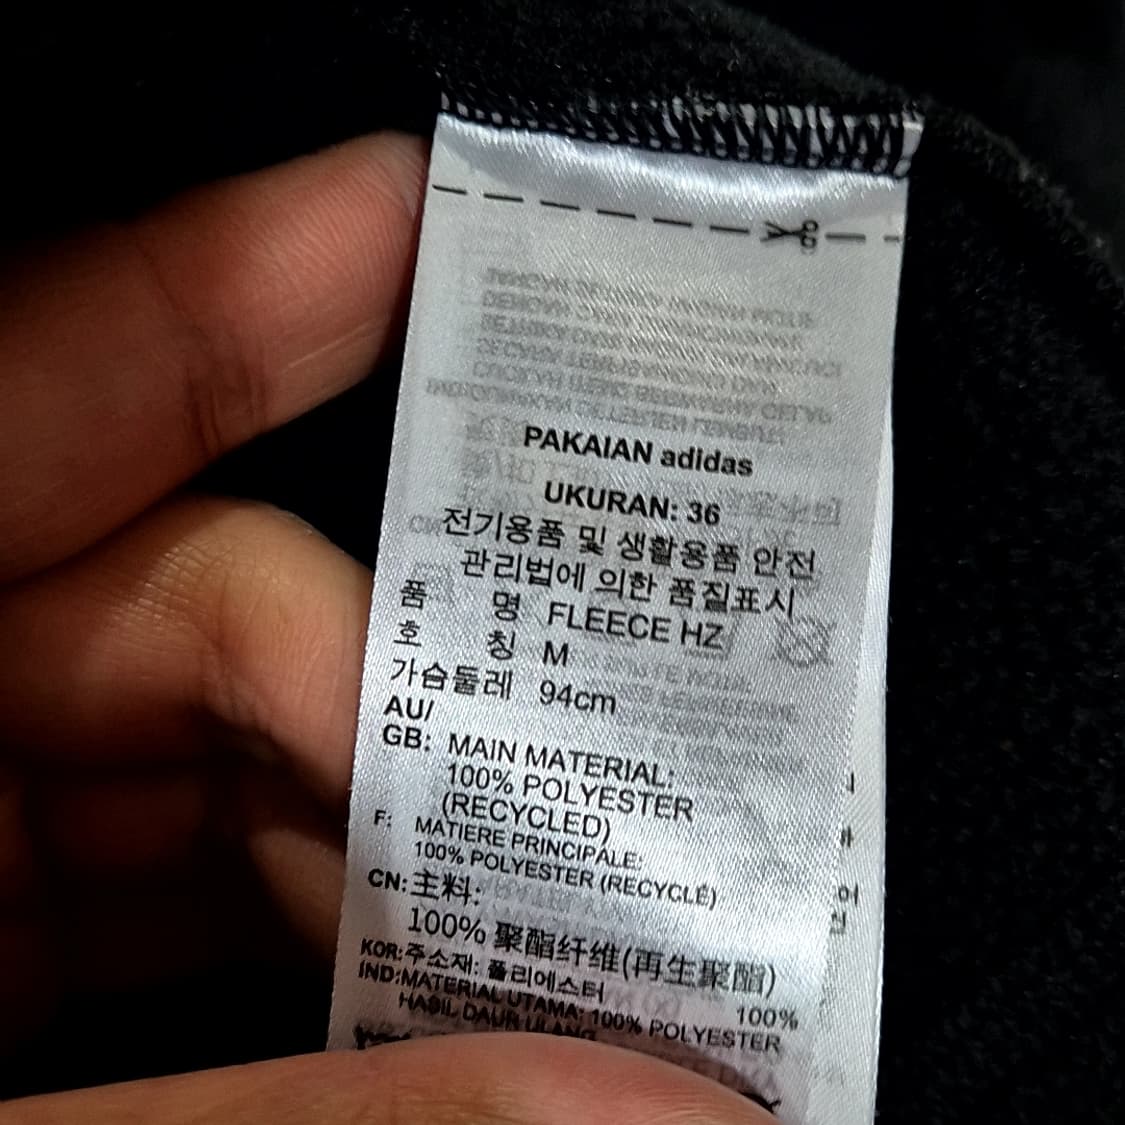 PAKAIAN adidas
UKURAN: 36
전기용품 및 생활용품 안전
관리법에 의한 품질표시
품 명 FLEECE HZ
호 칭 M
가슴둘레 94cm
AU/
GB: MAIN MATERIAL:
100% POLYESTER
(RECYCLED)
F: MATIERE PRINCIPALE:
100% POLYESTER (RECYCLÉ)
CN: 主料:
100% 聚酯纤维(再生聚酯)
KOR: 주소재: 폴리에스터
100%
IND: MATERIAL UTAMA: 100% POLYESTER
HASIL DAUR ULANG